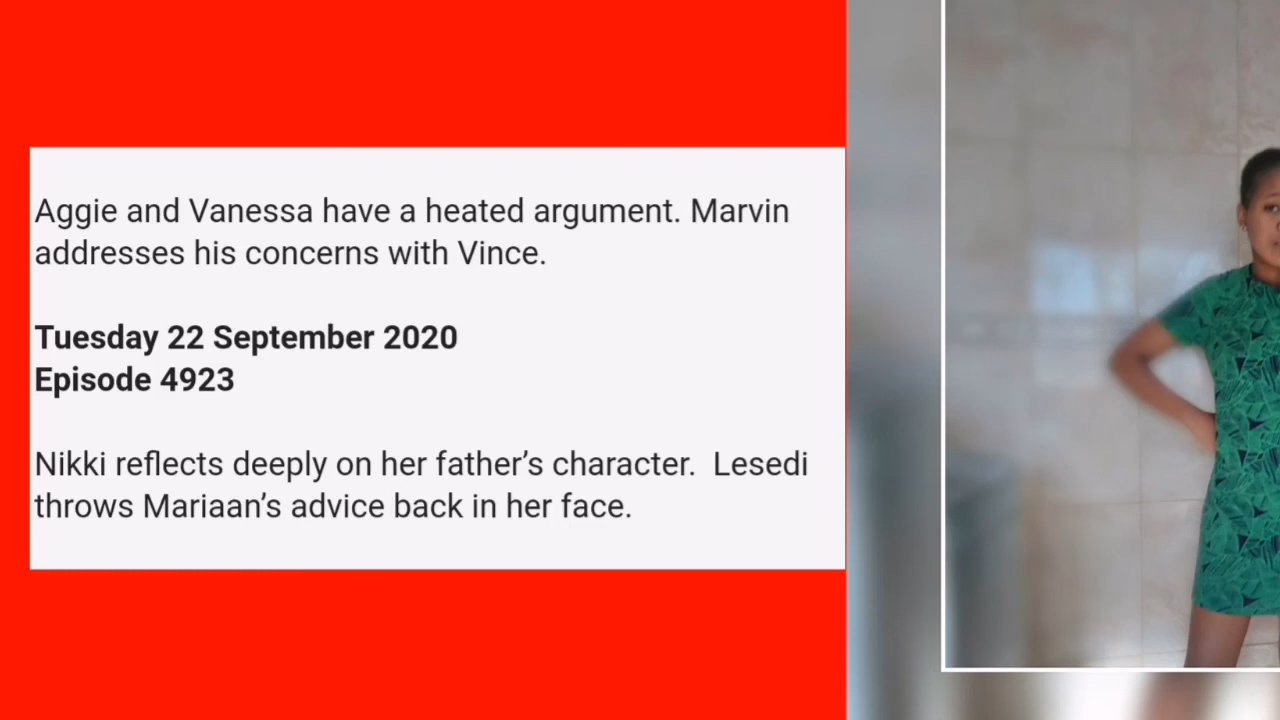 Aggie and Vanessa have a heated argument. Marvin
addresses his concerns with Vince.
Tuesday 22 September 2020
Episode 4923
Nikki reflects deeply on her father’s character.  Lesedi
throws Mariaan’s advice back in her face.